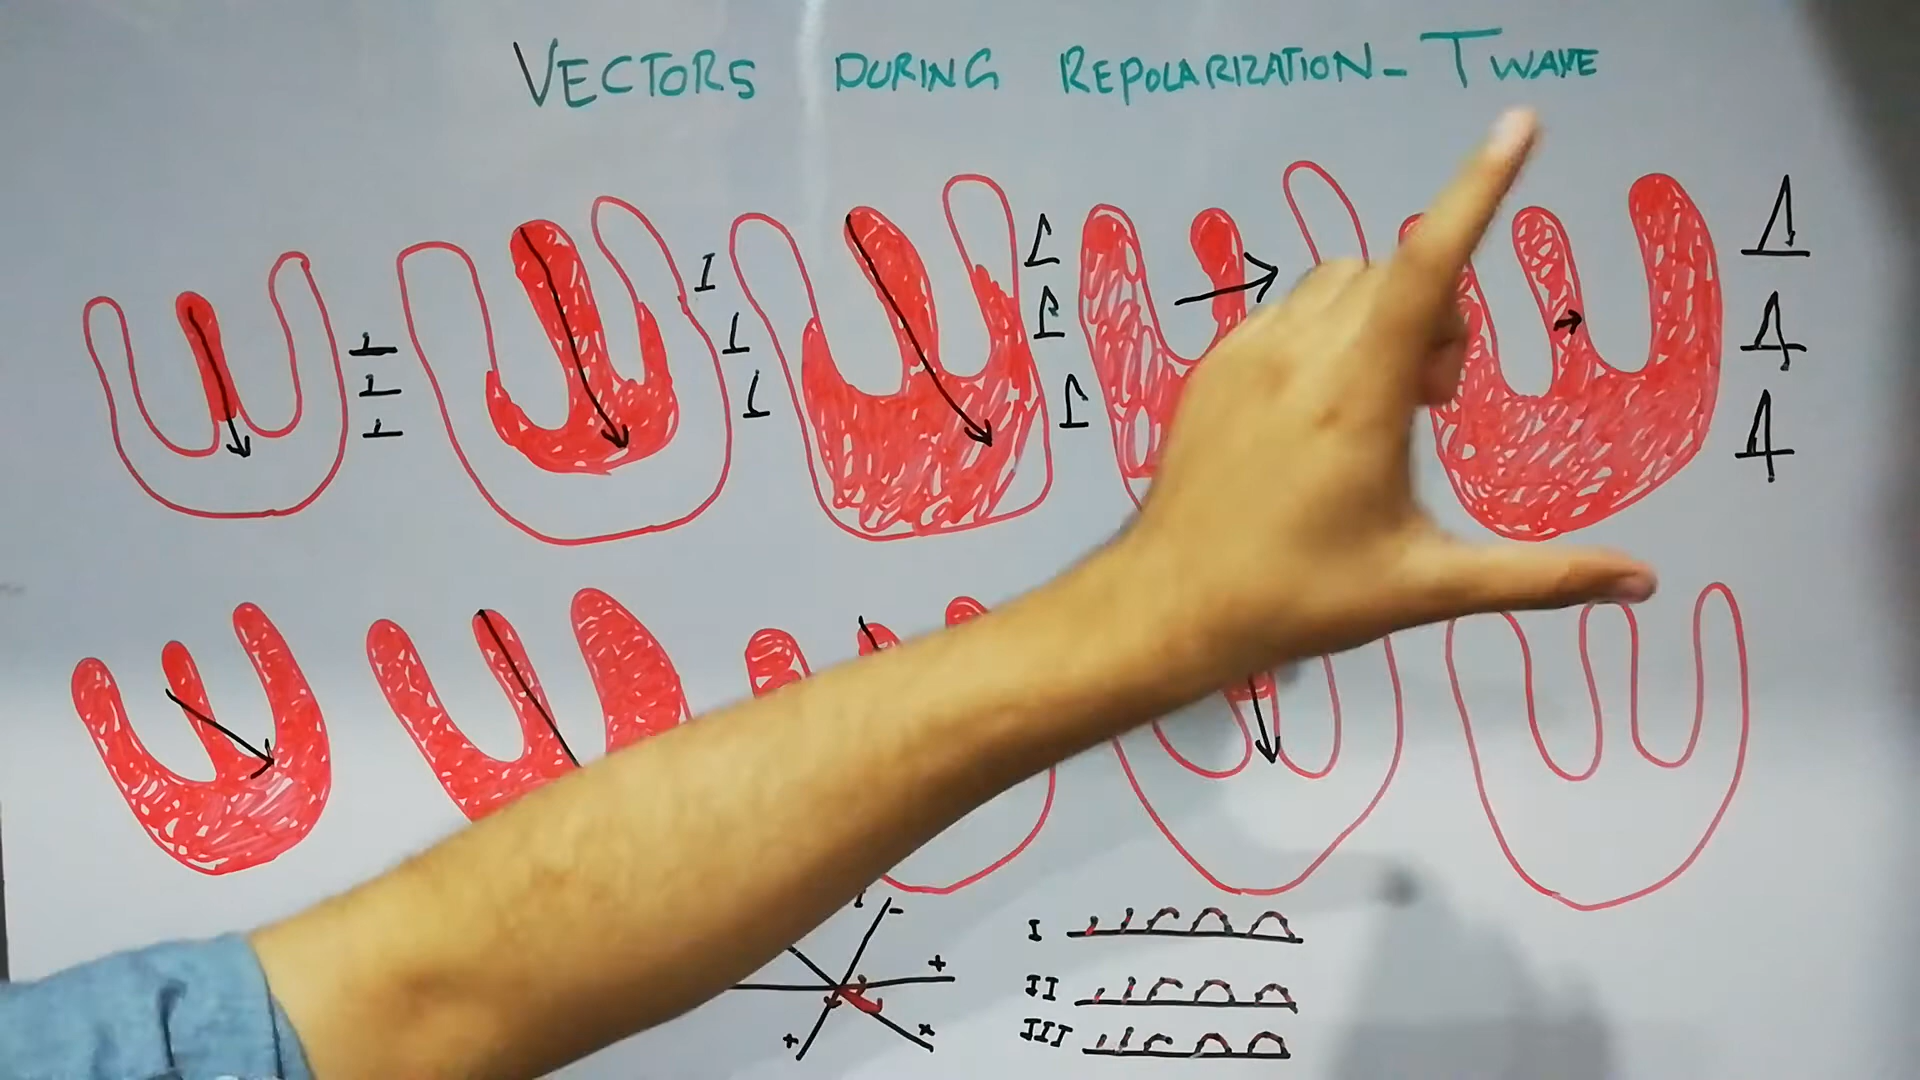 VECTORS DURING REPOLARIZATION- T WAVE
I
-
+
+
I
II
III